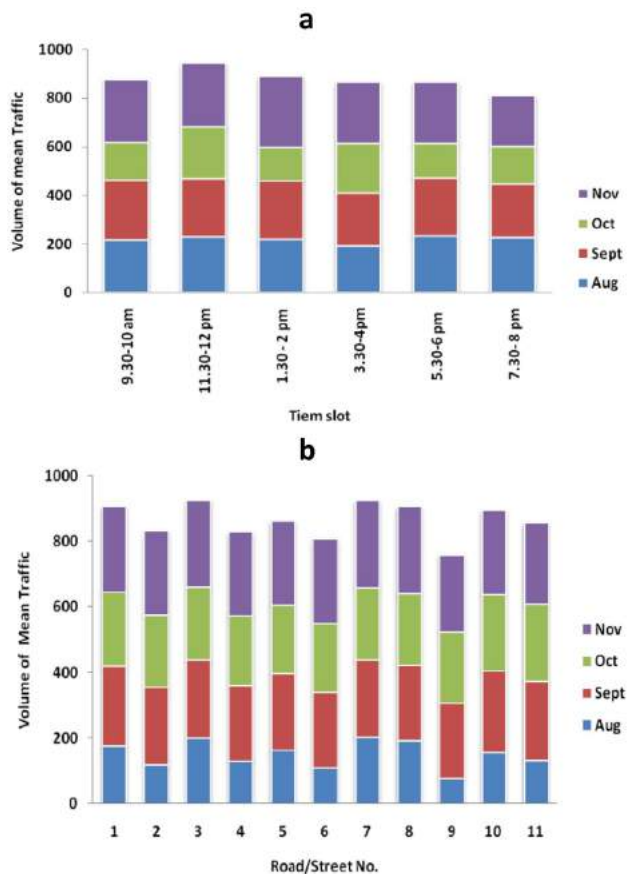 a
1000
800
600
400
200
0
Volume of mean Traffic
Nov
Oct
Sept
Aug
9.30-10 am
11.30-12 pm
1.30 - 2 pm
3.30-4pm
5.30-6 pm
7.30- 8 pm
Tiem slot
b
1000
800
600
400
200
0
Volume of Mean Traffic
Nov
Oct
Sept
Aug
1 2 3 4 5 6 7 8 9 10 11
Road/Street No.